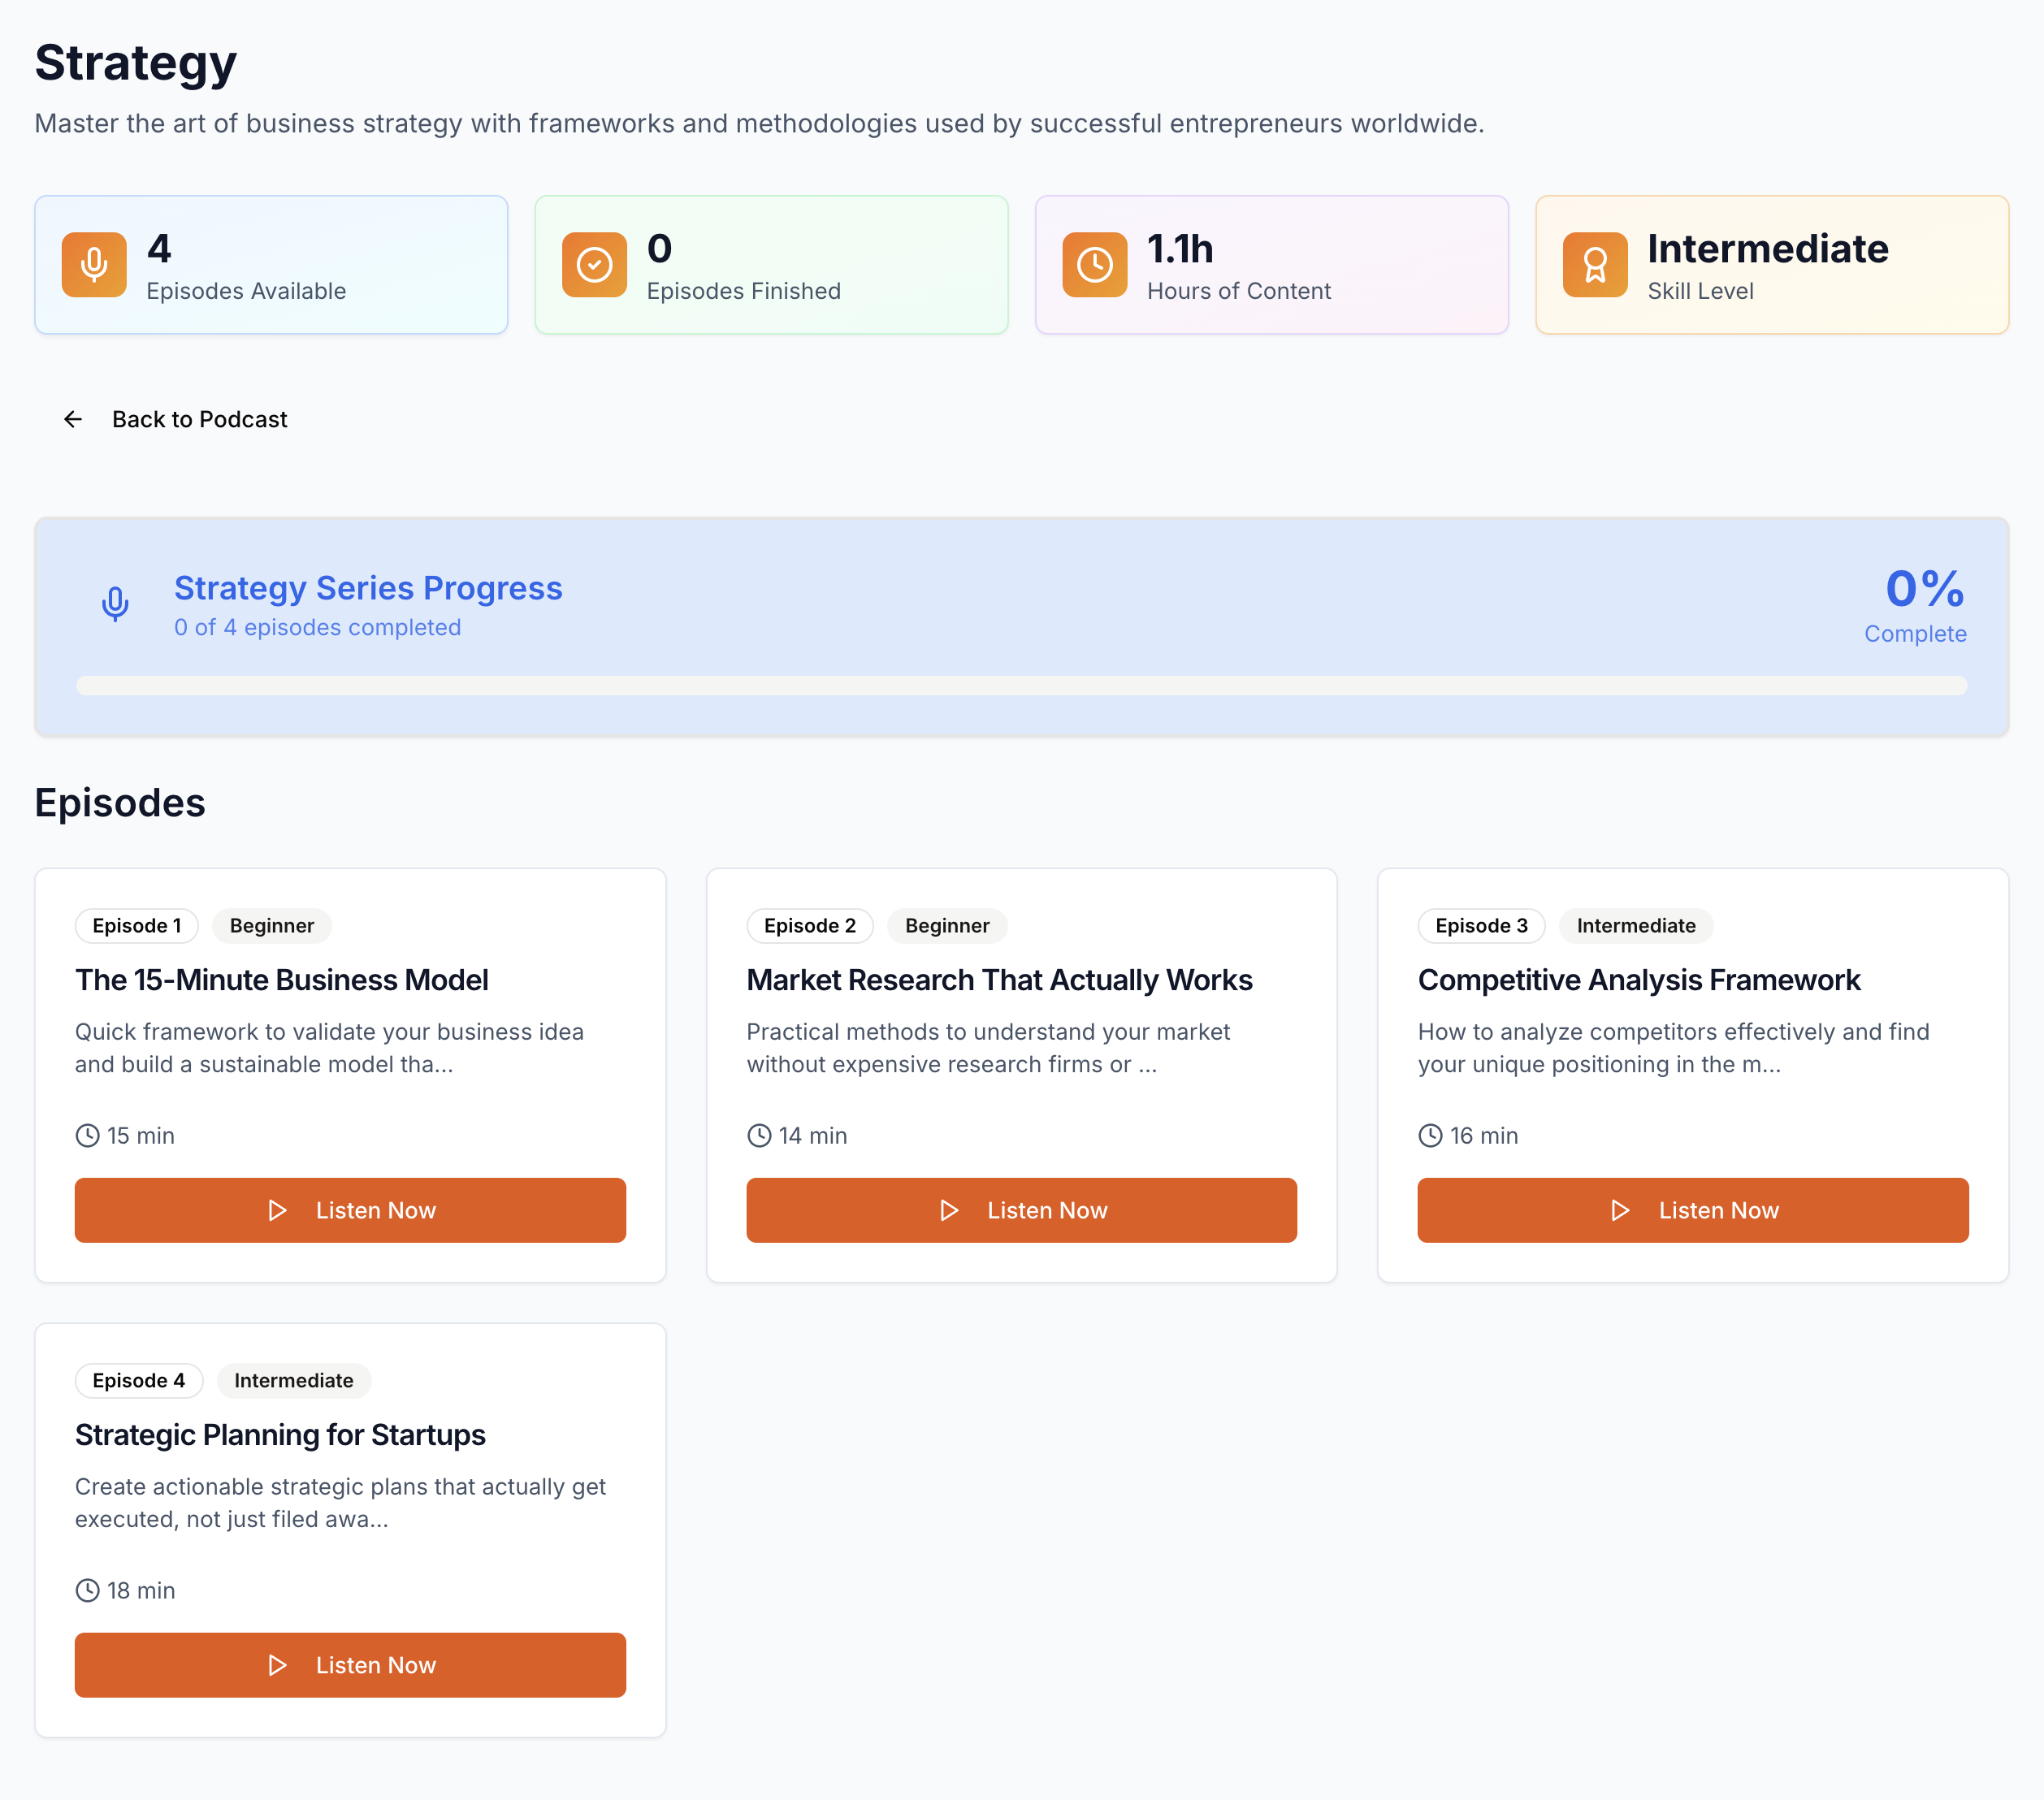 Strategy
Master the art of business strategy with frameworks and methodologies used by successful entrepreneurs worldwide.
4
Episodes Available
0
Episodes Finished
1.1h
Hours of Content
Intermediate
Skill Level
Back to Podcast
Strategy Series Progress
0 of 4 episodes completed
0%
Complete
Episodes
Episode 1 Beginner
The 15-Minute Business Model
Quick framework to validate your business idea
and build a sustainable model tha...
15 min
Listen Now
Episode 2 Beginner
Market Research That Actually Works
Practical methods to understand your market
without expensive research firms or ...
14 min
Listen Now
Episode 3 Intermediate
Competitive Analysis Framework
How to analyze competitors effectively and find
your unique positioning in the m...
16 min
Listen Now
Episode 4 Intermediate
Strategic Planning for Startups
Create actionable strategic plans that actually get
executed, not just filed awa...
18 min
Listen Now